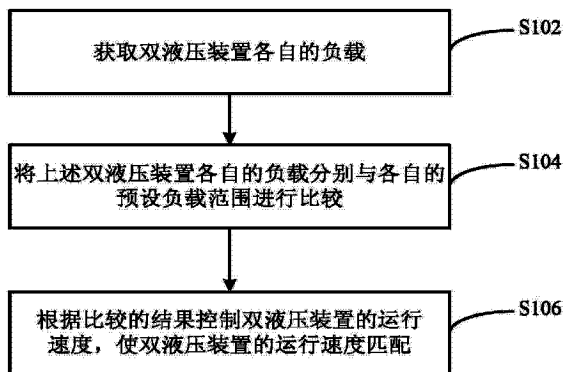 获取双液压装置各自的负载
S102
将上述双液压装置各自的负载分别与各自的
预设负载范围进行比较
S104
根据比较的结果控制双液压装置的运行
速度，使双液压装置的运行速度匹配
S106